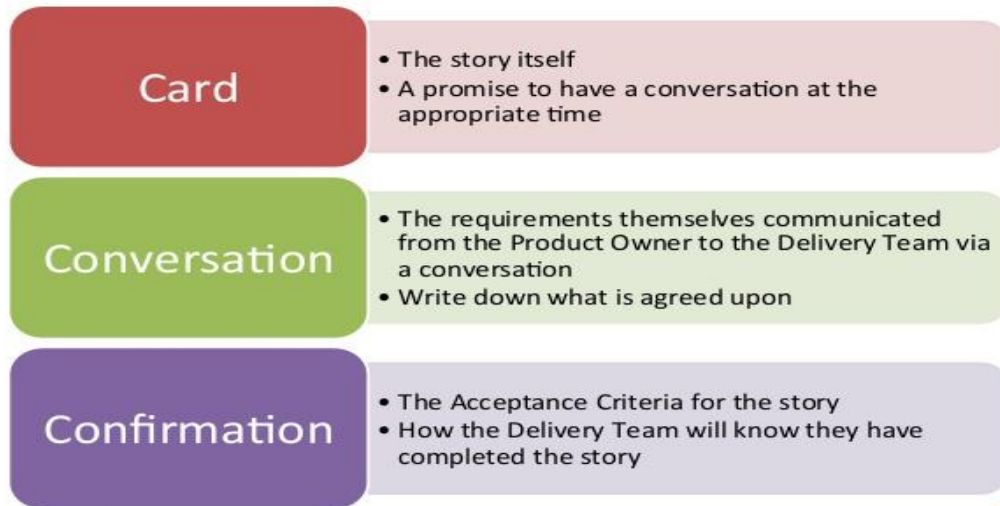 Card
• The story itself
• A promise to have a conversation at the
appropriate time
Conversation
• The requirements themselves communicated
from the Product Owner to the Delivery Team via
a conversation
• Write down what is agreed upon
Confirmation
• The Acceptance Criteria for the story
• How the Delivery Team will know they have
completed the story